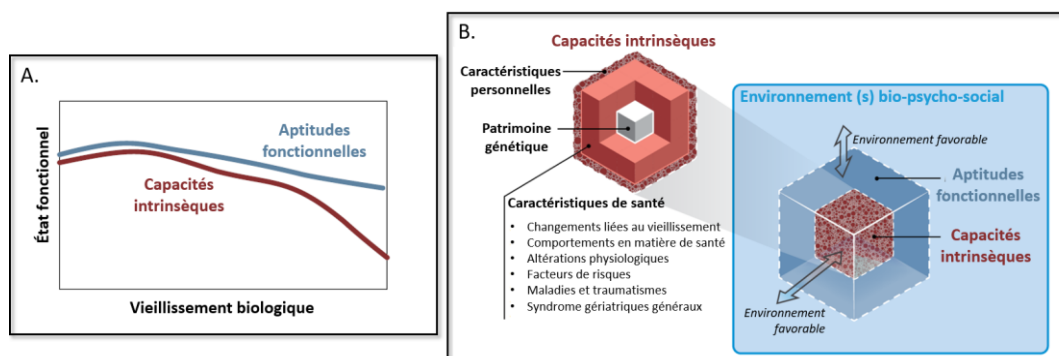 A.
État fonctionnel
Aptitudes
fonctionnelles
Capacités
intrinsèques
Vieillissement biologique
B.
Capacités intrinsèques
Caractéristiques
personnelles
Patrimoine
génétique
Caractéristiques de santé
• Changements liées au vieillissement
• Comportements en matière de santé
• Altérations physiologiques
• Facteurs de risques
• Maladies et traumatismes
• Syndrome gériatriques généraux
Environnement (s) bio-psycho-social
Environnement favorable
Aptitudes
fonctionnelles
Capacités
intrinsèques
Environnement
favorable